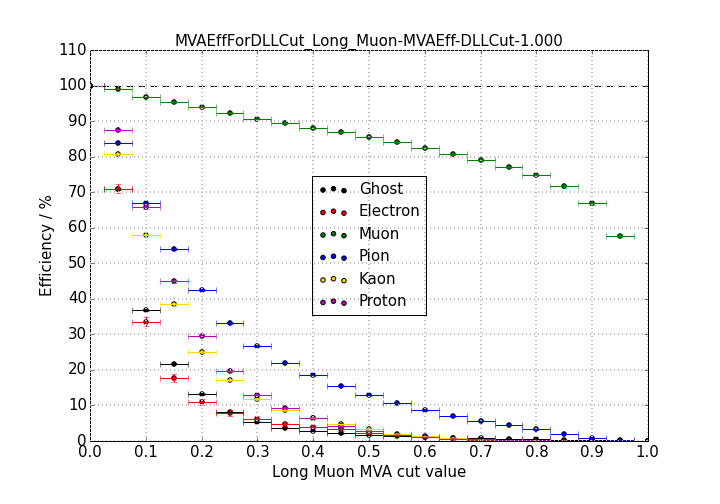 MVAEffForDLLCut_Long_Muon-MVAEff-DLLCut-1.000
110
100
90
80
70
60
50
40
30
20
10
0
Efficiency / %
Ghost
Electron
Muon
Pion
Kaon
Proton
0.0 0.1 0.2 0.3 0.4 0.5 0.6 0.7 0.8 0.9 1.0
Long Muon MVA cut value